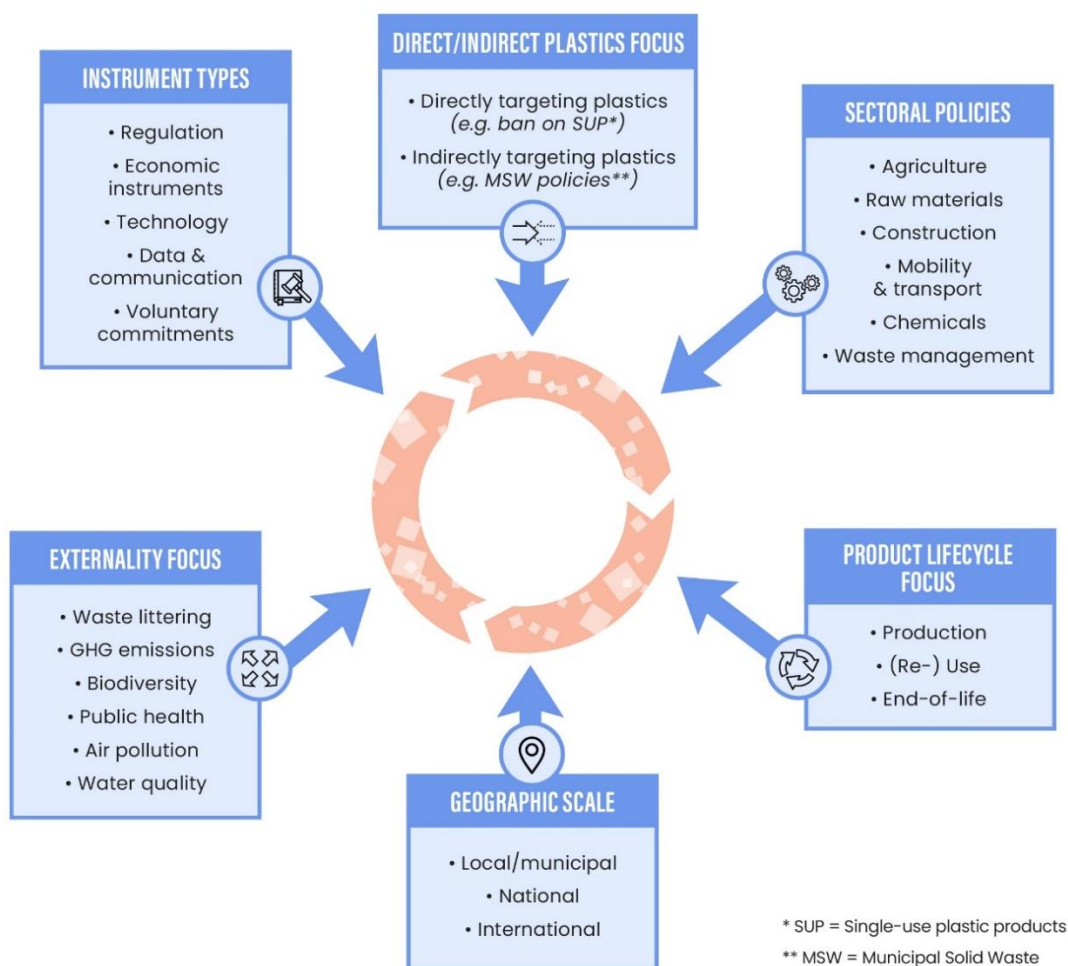 DIRECT/INDIRECT PLASTICS FOCUS
• Directly targeting plastics
(e.g. ban on SUP*)
• Indirectly targeting plastics
(e.g. MSW policies**)
INSTRUMENT TYPES
• Regulation
• Economic
instruments
• Technology
• Data &
communication
• Voluntary
commitments
SECTORAL POLICIES
• Agriculture
• Raw materials
• Construction
• Mobility
& transport
• Chemicals
• Waste management
EXTERNALITY FOCUS
• Waste littering
• GHG emissions
• Biodiversity
• Public health
• Air pollution
• Water quality
PRODUCT LIFECYCLE
FOCUS
• Production
• (Re-) Use
• End-of-life
GEOGRAPHIC SCALE
• Local/municipal
• National
• International
* SUP = Single-use plastic products
** MSW = Municipal Solid Waste